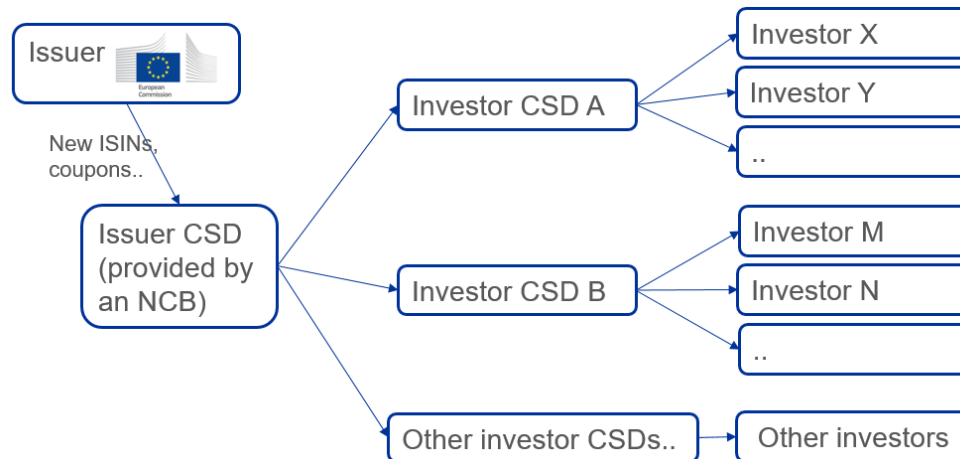 Issuer
European
Commission
New ISINs,
coupons..
Issuer CSD
(provided by
an NCB)
Investor CSD A
Investor CSD B
Other investor CSDs..
Investor X
Investor Y
..
Investor M
Investor N
..
Other investors